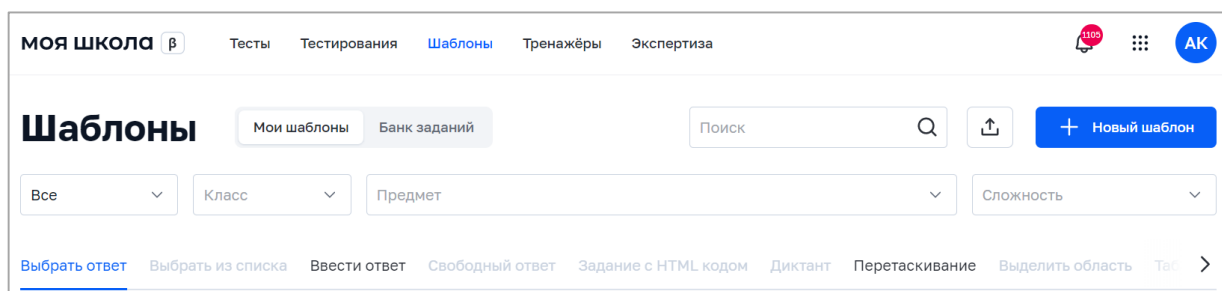 моя школа β Тесты Тестирования Шаблоны Тренажёры Экспертиза 1105 АК
Шаблоны Мои шаблоны Банк заданий Поиск Новый шаблон
Все Класс Предмет Сложность
Выбрать ответ Выбрать из списка Ввести ответ Свободный ответ Задание с HTML кодом Диктант Перетаскивание Выделить область